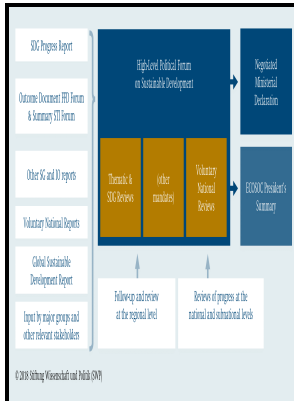 SDG Progress Report
Outcome Document FfD Forum
& Summary STI Forum
Other SG and IO reports
Voluntary National Reports
Global Sustainable
Development Report
Input by major groups and
other relevant stakeholders
High-Level Political Forum
on Sustainable Development
Thematic &
SDG Reviews
(other
mandates)
Voluntary
National
Reviews
Negotiated
Ministerial
Declaration
ECOSOC President's
Summary
Follow-up and review
at the regional level
Reviews of progress at the
national and subnational levels
© 2018 Stiftung Wissenschaft und Politik (SWP)